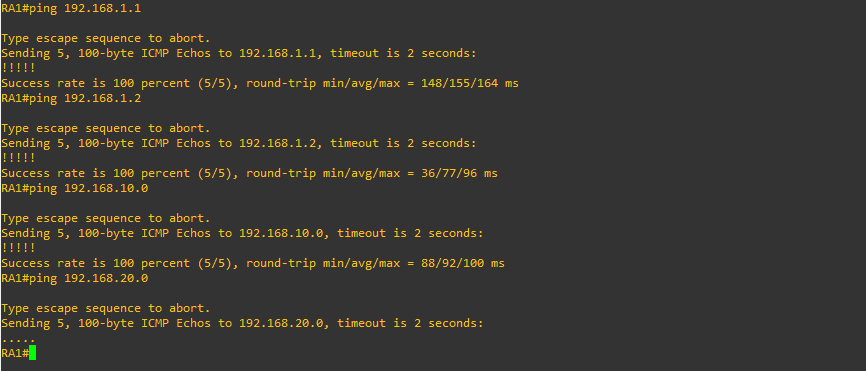 RA1#ping 192.168.1.1
Type escape sequence to abort.
Sending 5, 100-byte ICMP Echos to 192.168.1.1, timeout is 2 seconds:
!!!!!
Success rate is 100 percent (5/5), round-trip min/avg/max = 148/155/164 ms
RA1#ping 192.168.1.2
Type escape sequence to abort.
Sending 5, 100-byte ICMP Echos to 192.168.1.2, timeout is 2 seconds:
!!!!!
Success rate is 100 percent (5/5), round-trip min/avg/max = 36/77/96 ms
RA1#ping 192.168.10.0
Type escape sequence to abort.
Sending 5, 100-byte ICMP Echos to 192.168.10.0, timeout is 2 seconds:
!!!!!
Success rate is 100 percent (5/5), round-trip min/avg/max = 88/92/100 ms
RA1#ping 192.168.20.0
Type escape sequence to abort.
Sending 5, 100-byte ICMP Echos to 192.168.20.0, timeout is 2 seconds:
.....
RA1#